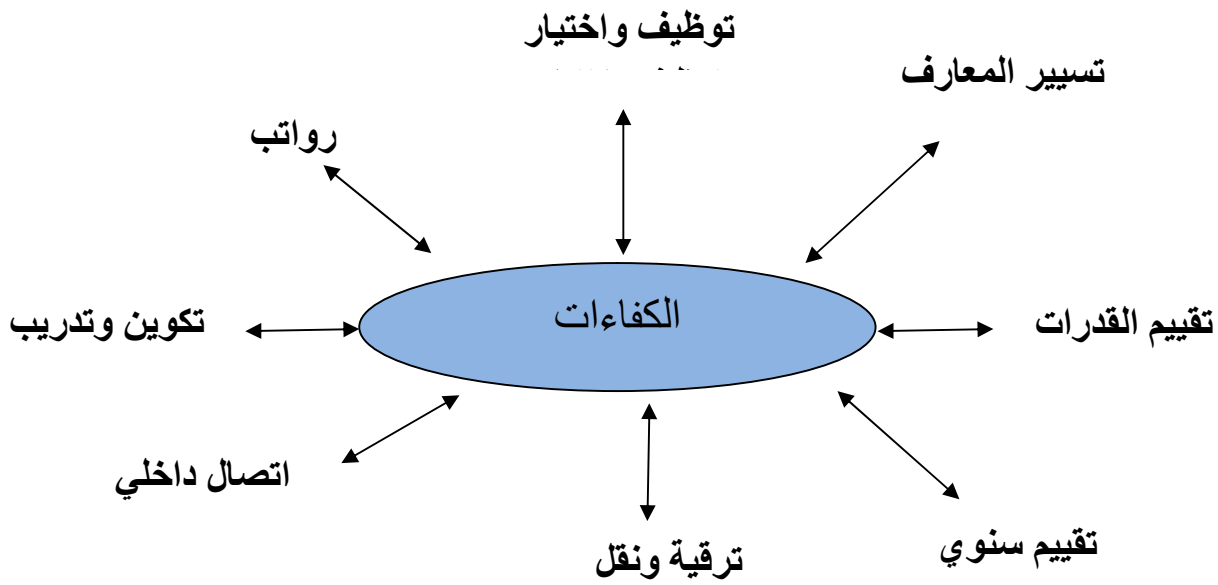 توظيف واختيار
تسيير المعارف
رواتب
الكفاءات
تكوين وتدريب
تقييم القدرات
اتصال داخلي
تقييم سنوي
ترقية ونقل